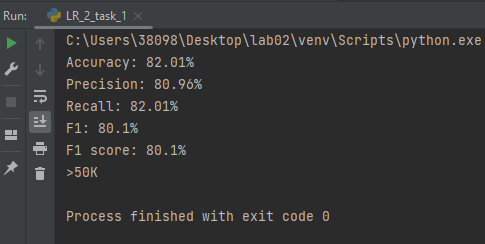 Run: LR_2_task_1
C:\Users\38098\Desktop\lab02\venv\Scripts\python.exe
Accuracy: 82.01%
Precision: 80.96%
Recall: 82.01%
F1: 80.1%
F1 score: 80.1%
>50K
Process finished with exit code 0